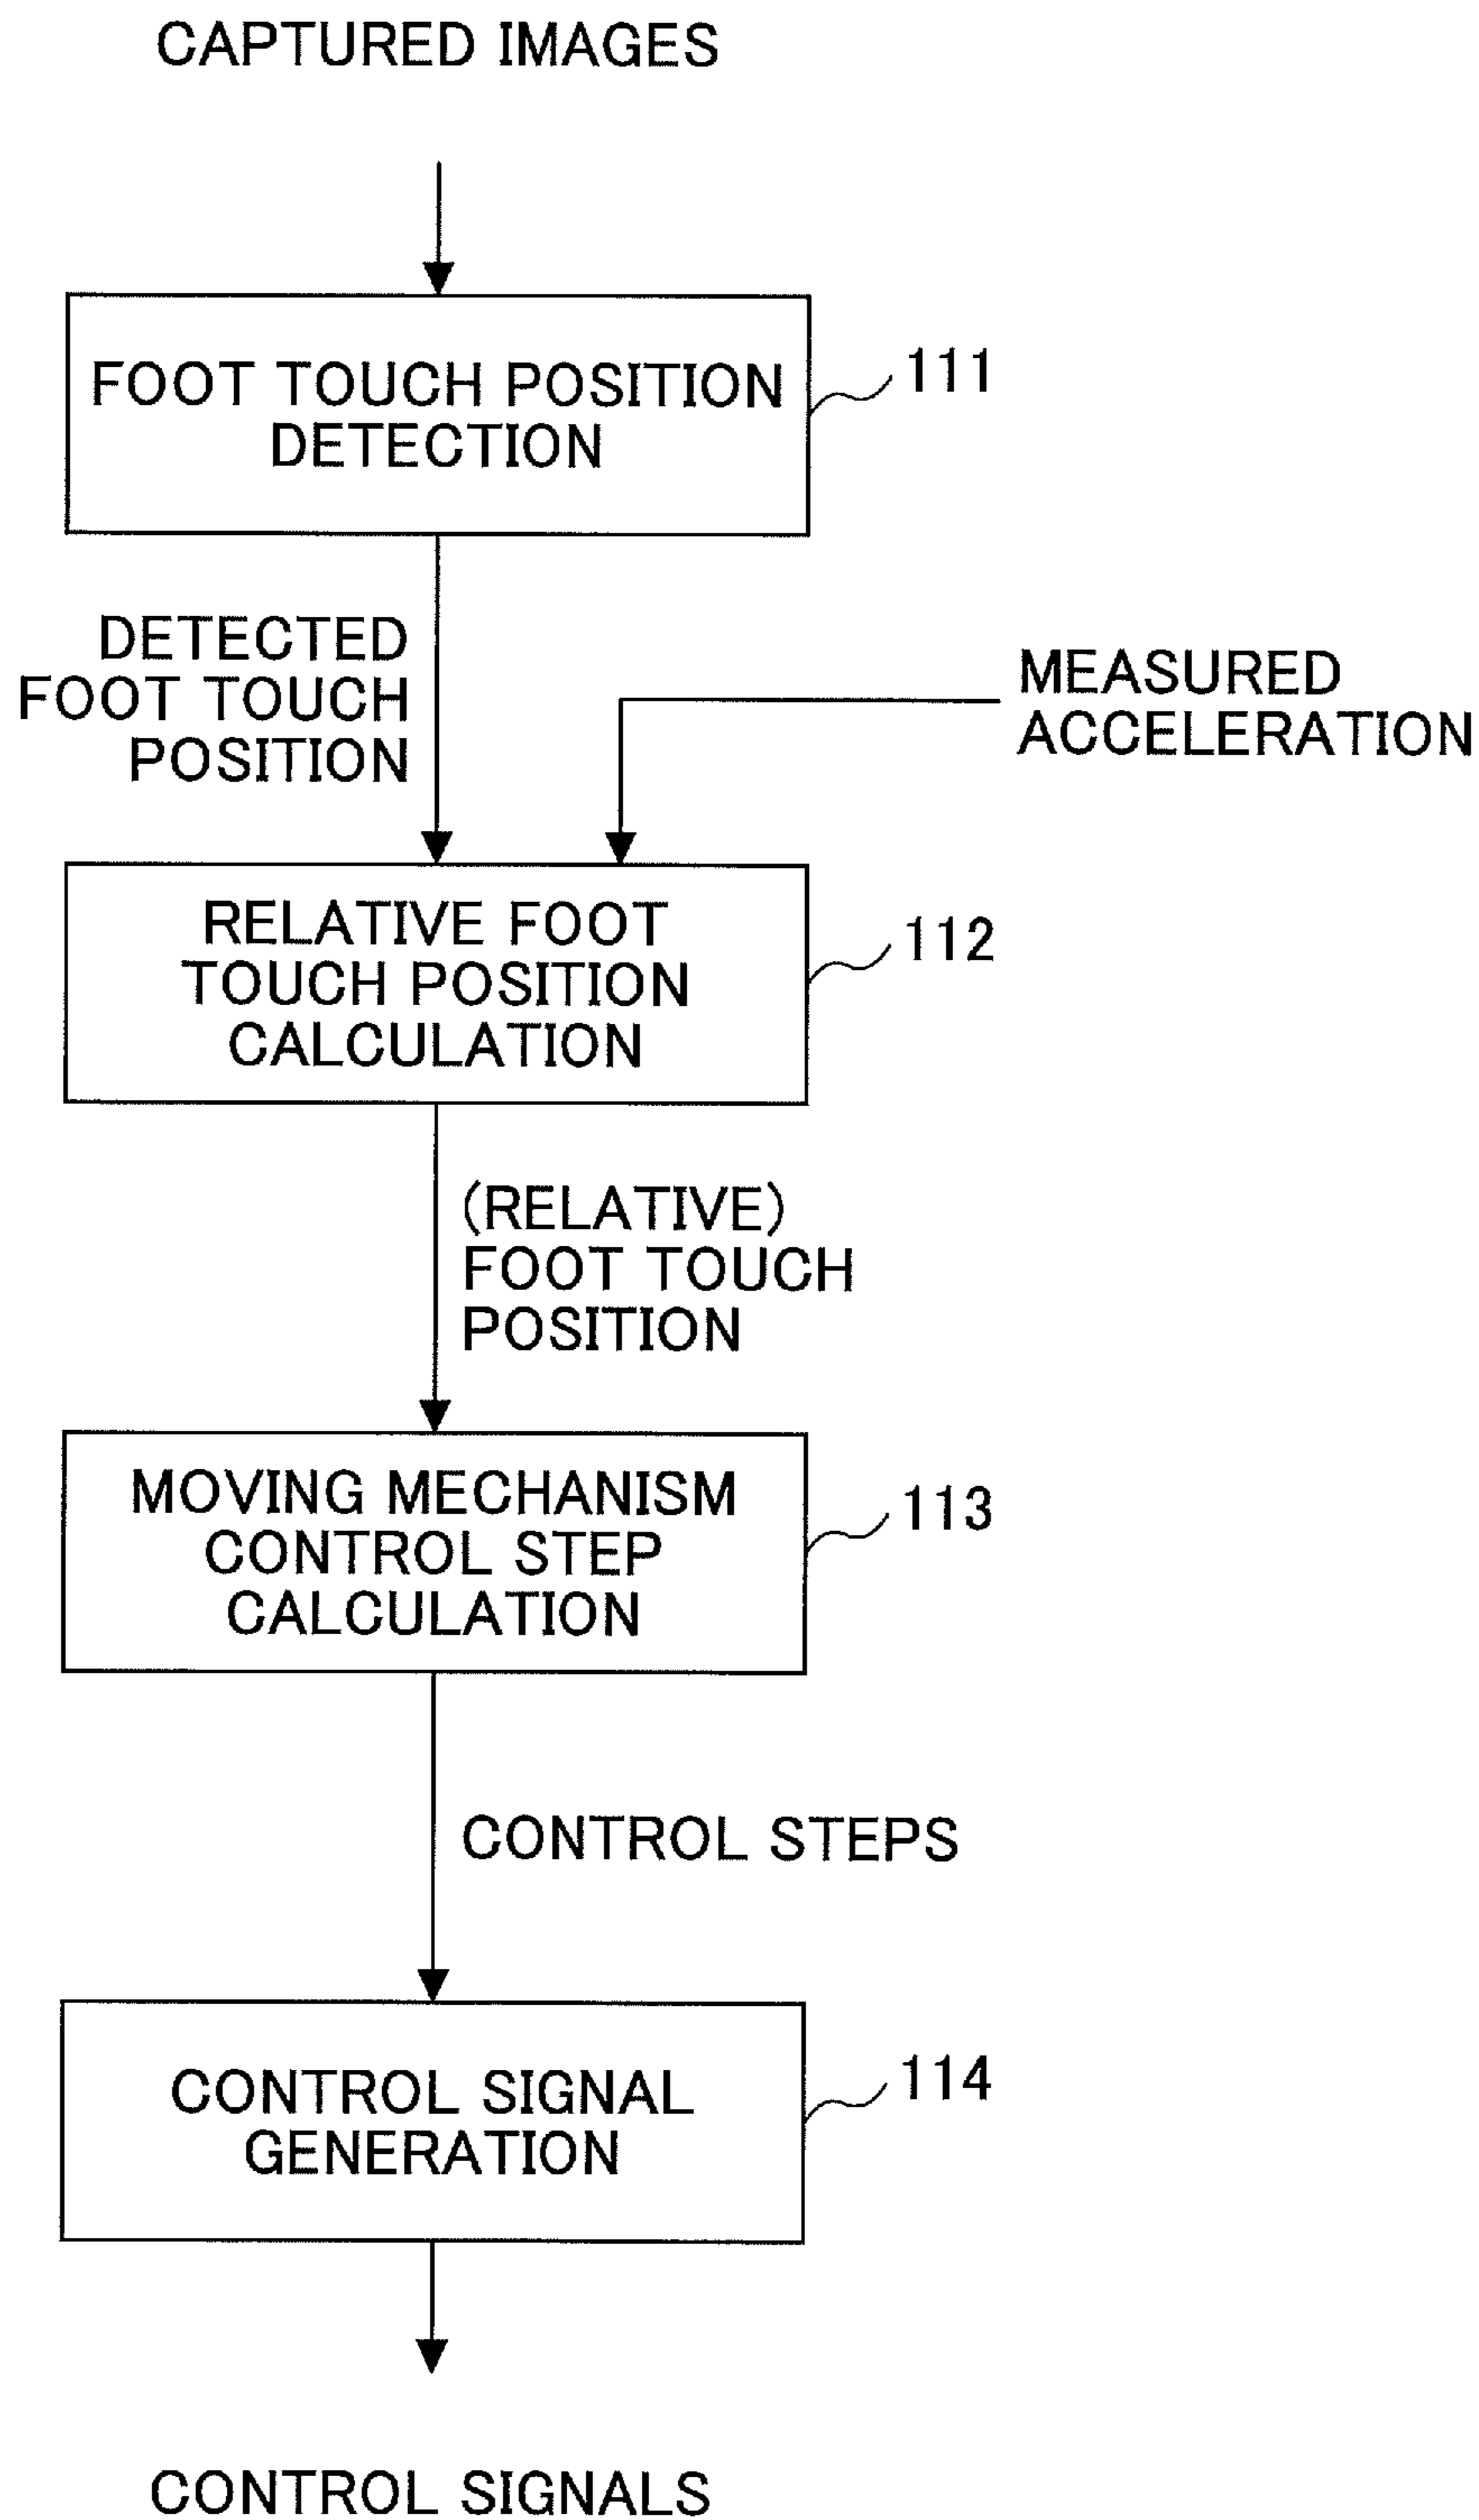 CAPTURED IMAGES
FOOT TOUCH POSITION
DETECTION
111
DETECTED
FOOT TOUCH
POSITION
MEASURED
ACCELERATION
RELATIVE FOOT
TOUCH POSITION
CALCULATION
112
(RELATIVE)
FOOT TOUCH
POSITION
MOVING MECHANISM
CONTROL STEP
CALCULATION
113
CONTROL STEPS
CONTROL SIGNAL
GENERATION
114
CONTROL SIGNALS